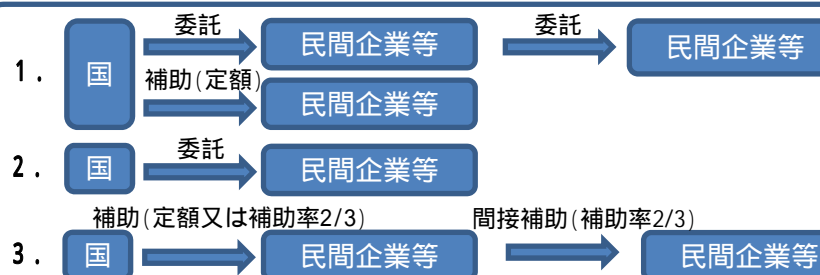 委託 委託
民間企業等 民間企業等
1. 国
補助(定額)
民間企業等
委託
2. 国 民間企業等
補助(定額又は補助率2/3) 間接補助(補助率2/3)
3. 国 民間企業等 民間企業等